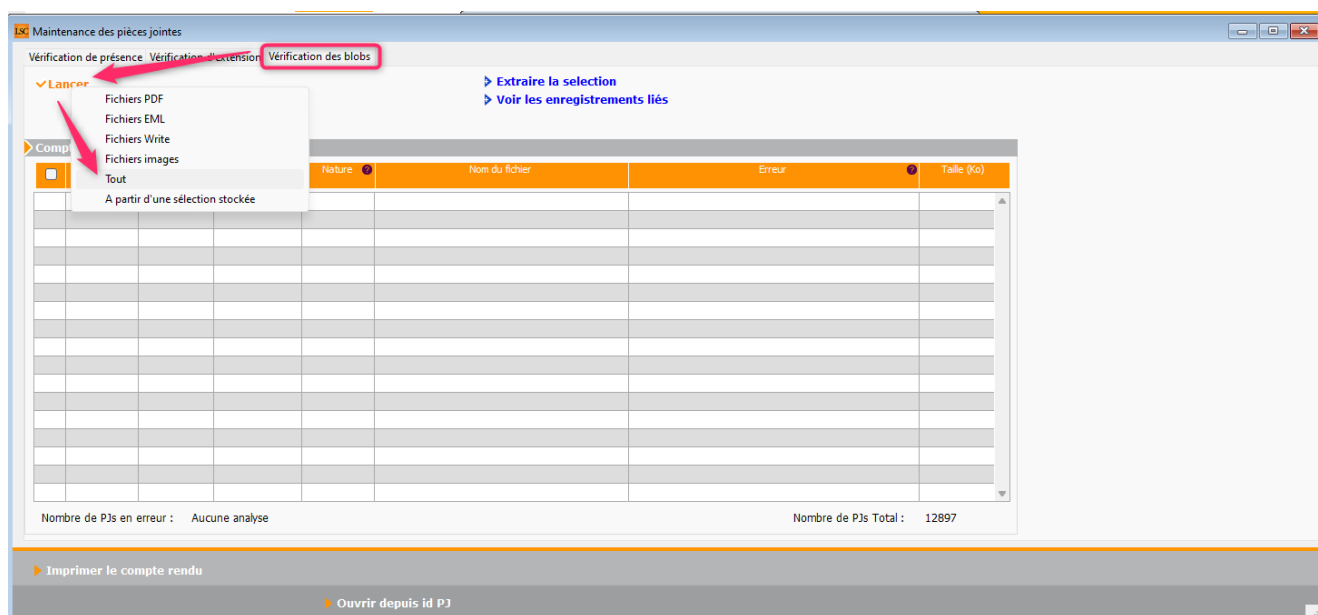 LSC Maintenance des pièces jointes
Vérification de présence Vérification d'extension Vérification des blobs
Lancer
Extraire la selection
Voir les enregistrements liés
Fichiers PDF
Fichiers EML
Fichiers Write
Fichiers images
Tout
A partir d'une sélection stockée
Nature ? Nom du fichier Erreur ? Taille (Ko)
Nombre de PJs en erreur : Aucune analyse Nombre de PJs Total : 12897
Imprimer le compte rendu
Ouvrir depuis id PJ